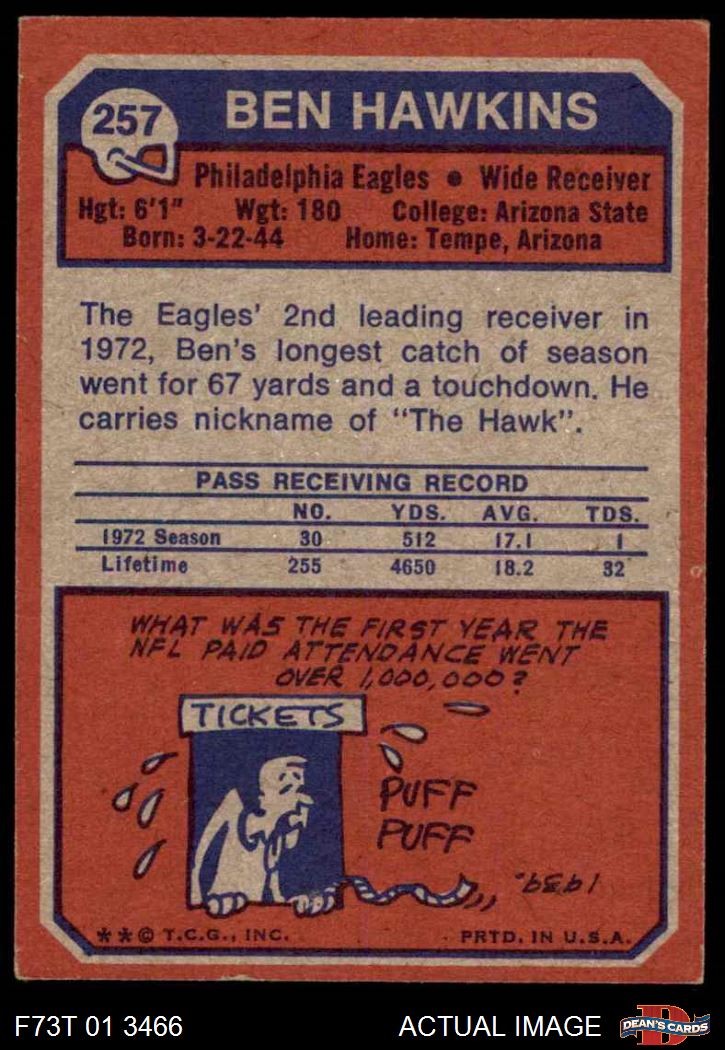 257
BEN HAWKINS
Philadelphia Eagles • Wide Receiver
Hgt: 6'1" Wgt: 180 College: Arizona State
Born: 3-22-44 Home: Tempe, Arizona
The Eagles' 2nd leading receiver in
1972, Ben's longest catch of season
went for 67 yards and a touchdown. He
carries nickname of "The Hawk".
PASS RECEIVING RECORD
NO. YDS. AVG. TDS.
1972 Season 30 512 17.1 1
Lifetime 255 4650 18.2 32
WHAT WAS THE FIRST YEAR THE
NFL PAID ATTENDANCE WENT
OVER 1,000,000?
TICKETS
PUFF
PUFF
1939.
**© T.C.G., INC. PRTD. IN U.S.A.
F73T 01 3466 ACTUAL IMAGE
D
DEAN'S CARDS